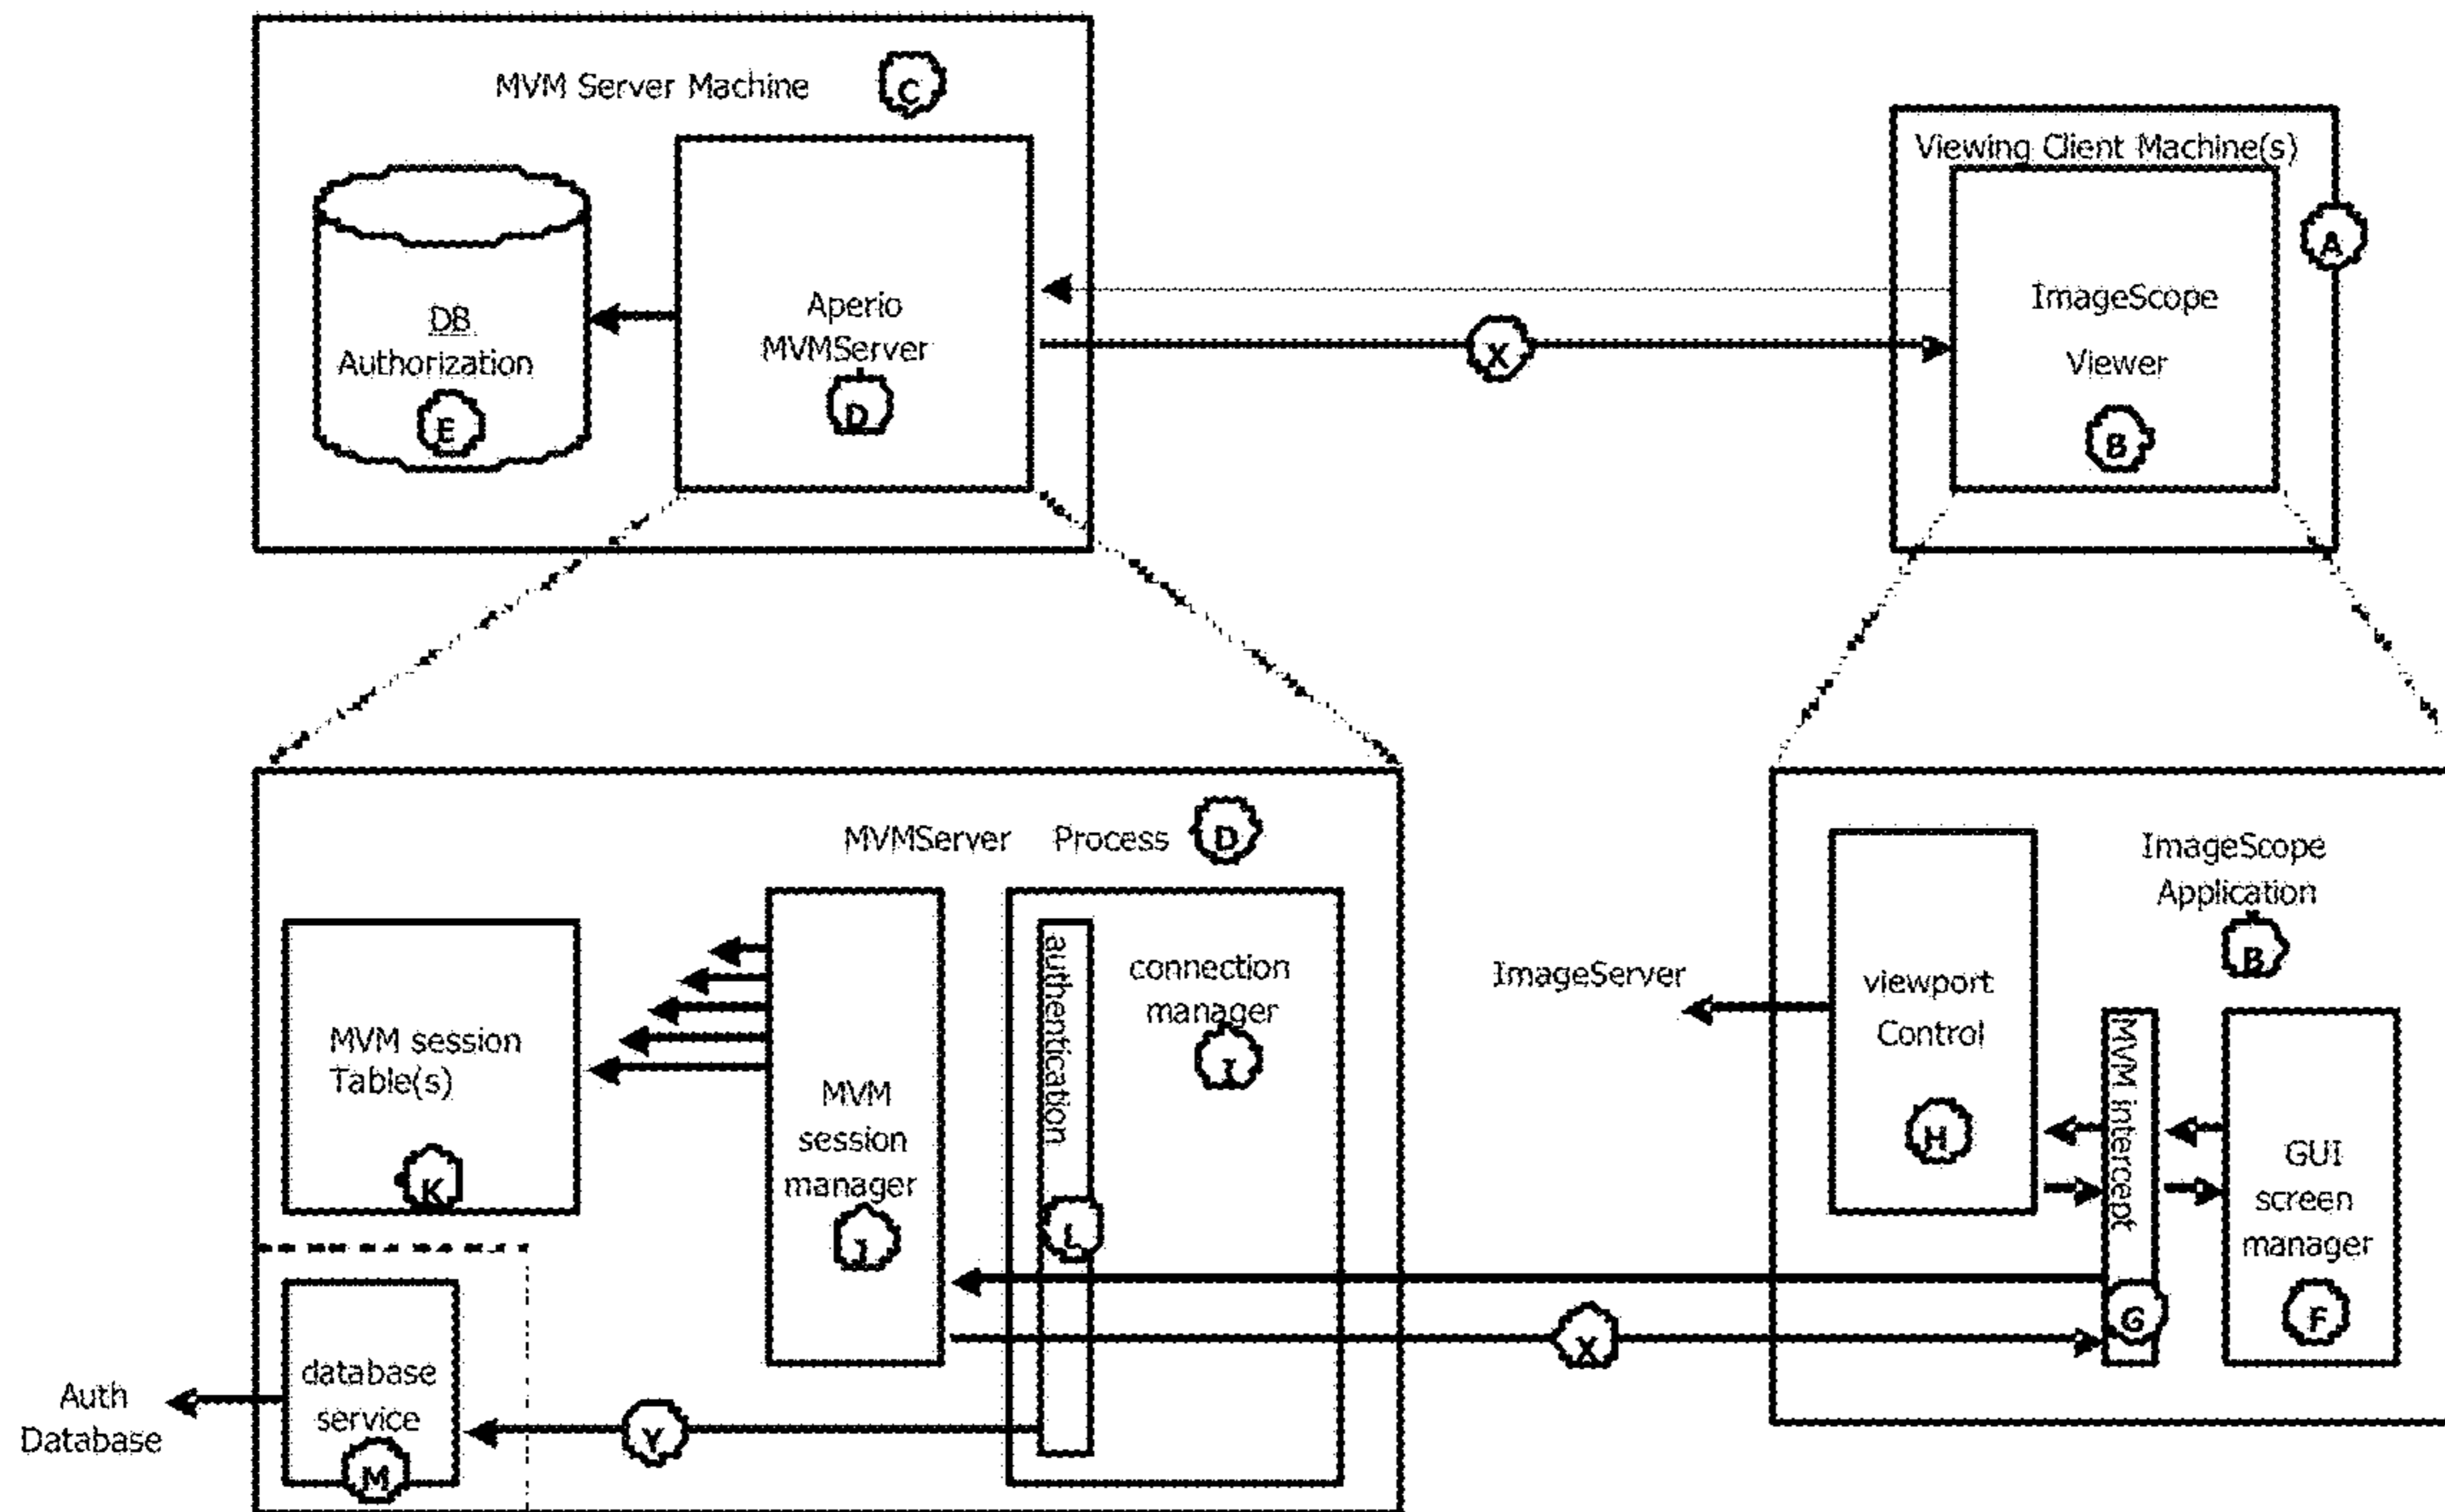 MVM Server Machine
C
Viewing Client Machine(s)
A
DB
Authorization
E
Aperio
MVMServer
D
X
ImageScope
Viewer
B
MVMServer Process
D
MVM session
Table(s)
K
MVM
session
manager
J
authentication
L
connection
manager
I
database
service
M
Auth
Database
Y
X
ImageServer
viewport
Control
H
ImageScope
Application
B
MVM intercept
G
GUI
screen
manager
F